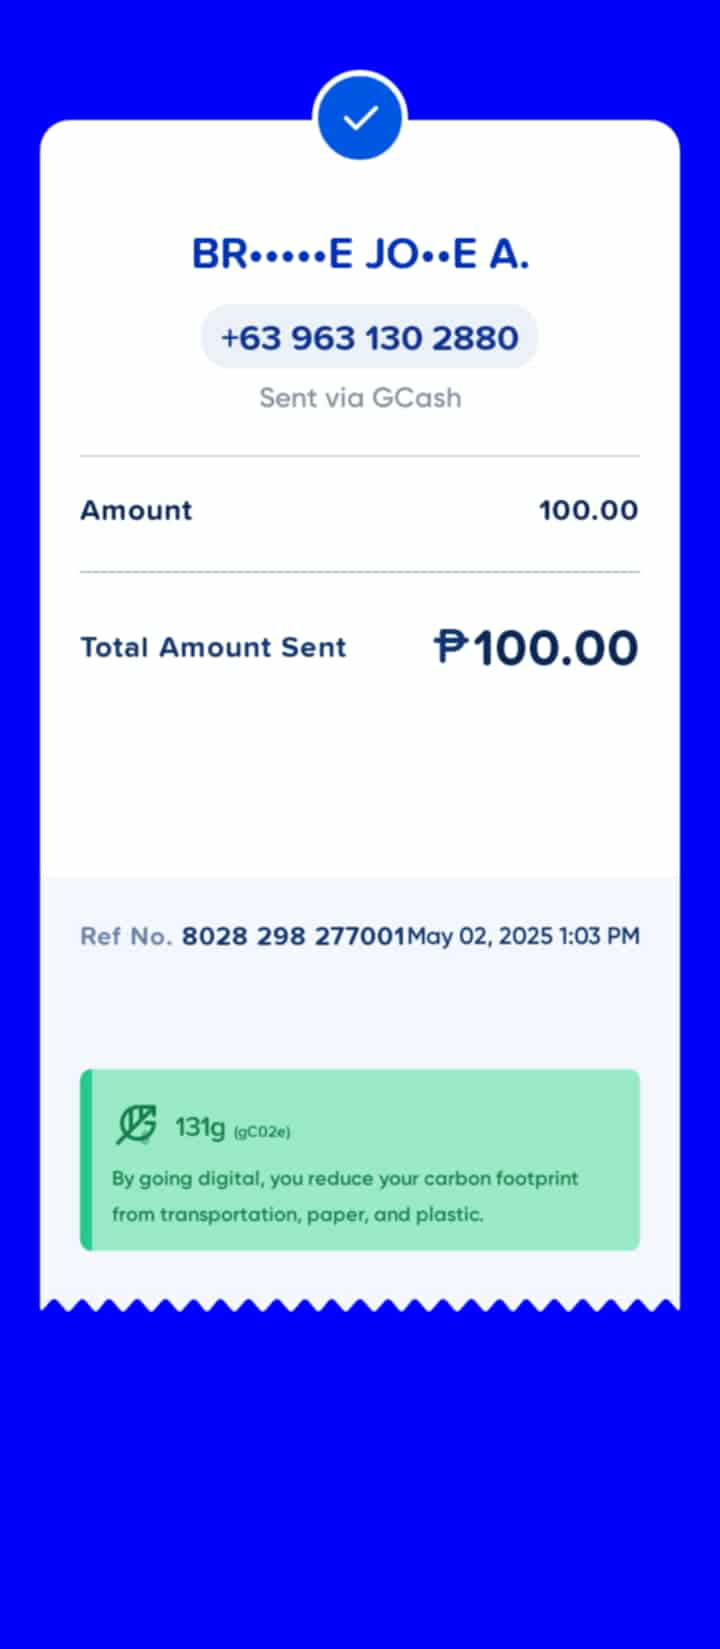 BR•••••E JO••E A.
+63 963 130 2880
Sent via GCash
Amount 100.00
Total Amount Sent ₱100.00
Ref No. 8028 298 277001 May 02, 2025 1:03 PM
131g (gC02e)
By going digital, you reduce your carbon footprint
from transportation, paper, and plastic.